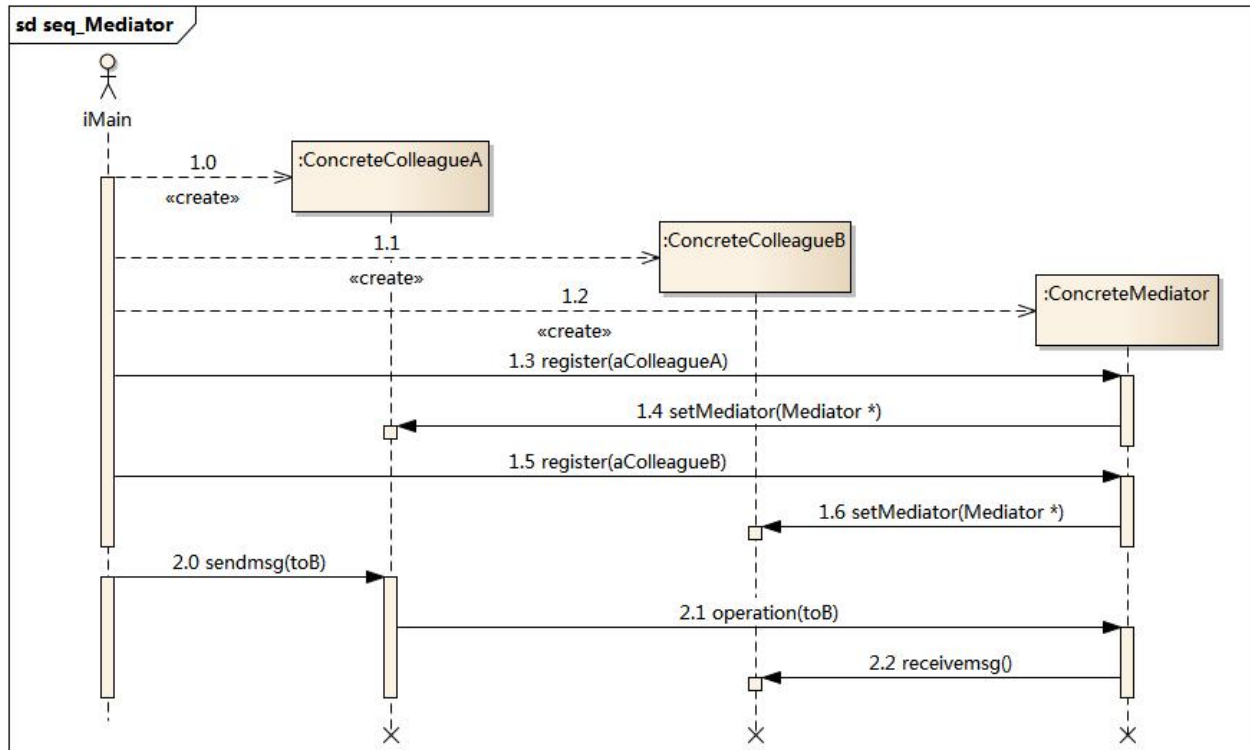 sd seq_Mediator
iMain
1.0
«create»
:ConcreteColleagueA
1.1
«create»
:ConcreteColleagueB
1.2
«create»
:ConcreteMediator
1.3 register(aColleagueA)
1.4 setMediator(Mediator *)
1.5 register(aColleagueB)
1.6 setMediator(Mediator *)
2.0 sendmsg(toB)
2.1 operation(toB)
2.2 receivemsg()